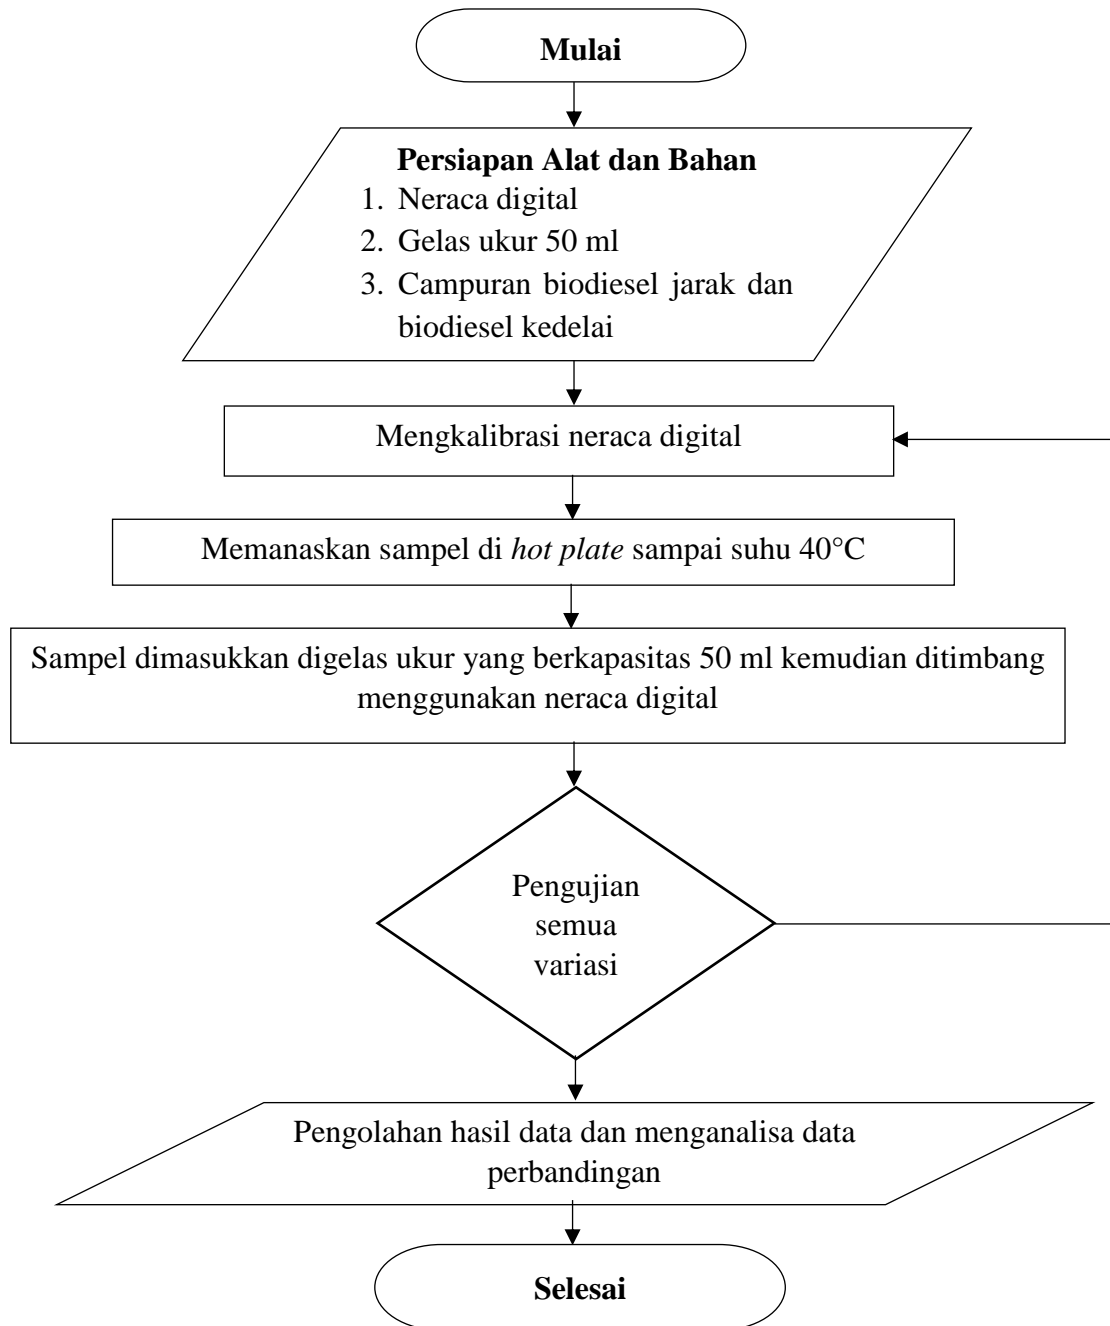 Mulai
Persiapan Alat dan Bahan
1. Neraca digital
2. Gelas ukur 50 ml
3. Campuran biodiesel jarak dan
biodiesel kedelai
Mengkalibrasi neraca digital
Memanaskan sampel di hot plate sampai suhu 40°C
Sampel dimasukkan digelas ukur yang berkapasitas 50 ml kemudian ditimbang
menggunakan neraca digital
Pengujian
semua
variasi
Pengolahan hasil data dan menganalisa data
perbandingan
Selesai